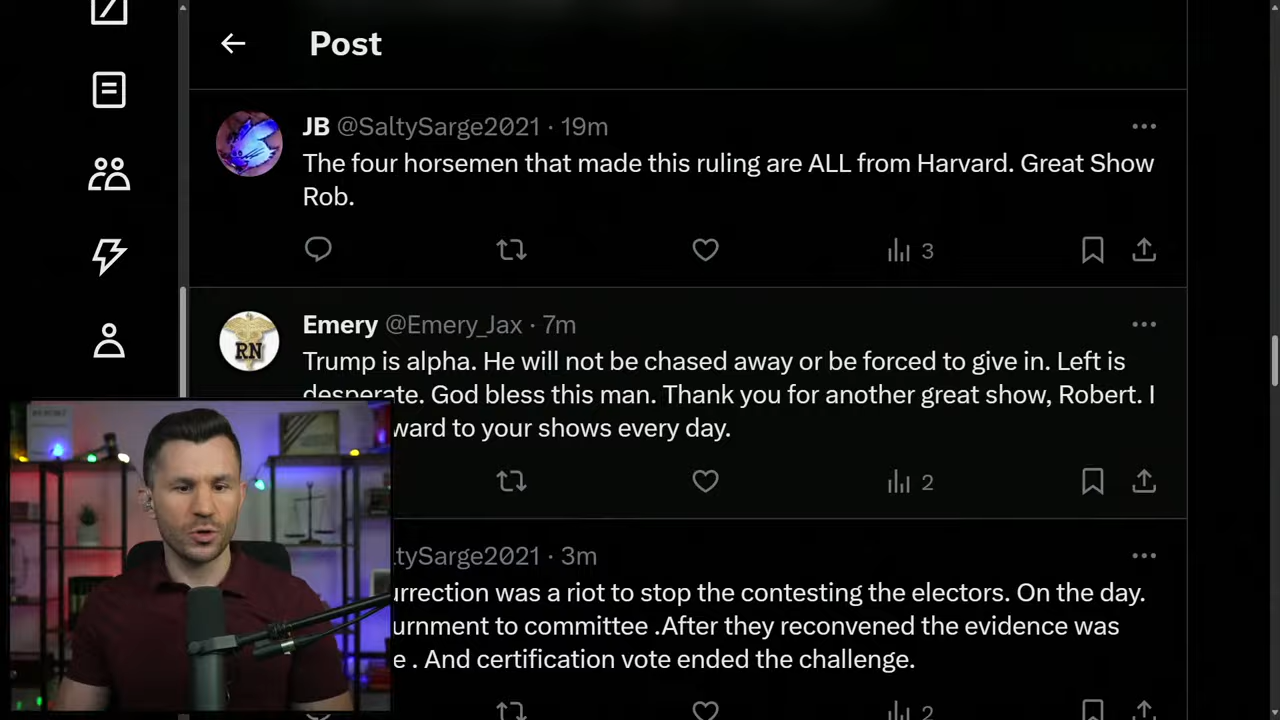 Post
JB @SaltySarge2021 · 19m
The four horsemen that made this ruling are ALL from Harvard. Great Show
Rob.
3
Emery @Emery_Jax · 7m
RN
Trump is alpha. He will not be chased away or be forced to give in. Left is
desperate. God bless this man. Thank you for another great show, Robert. I
ward to your shows every day.
2
ltySarge2021 · 3m
urrection was a riot to stop the contesting the electors. On the day.
urnment to committee .After they reconvened the evidence was
e . And certification vote ended the challenge.
2